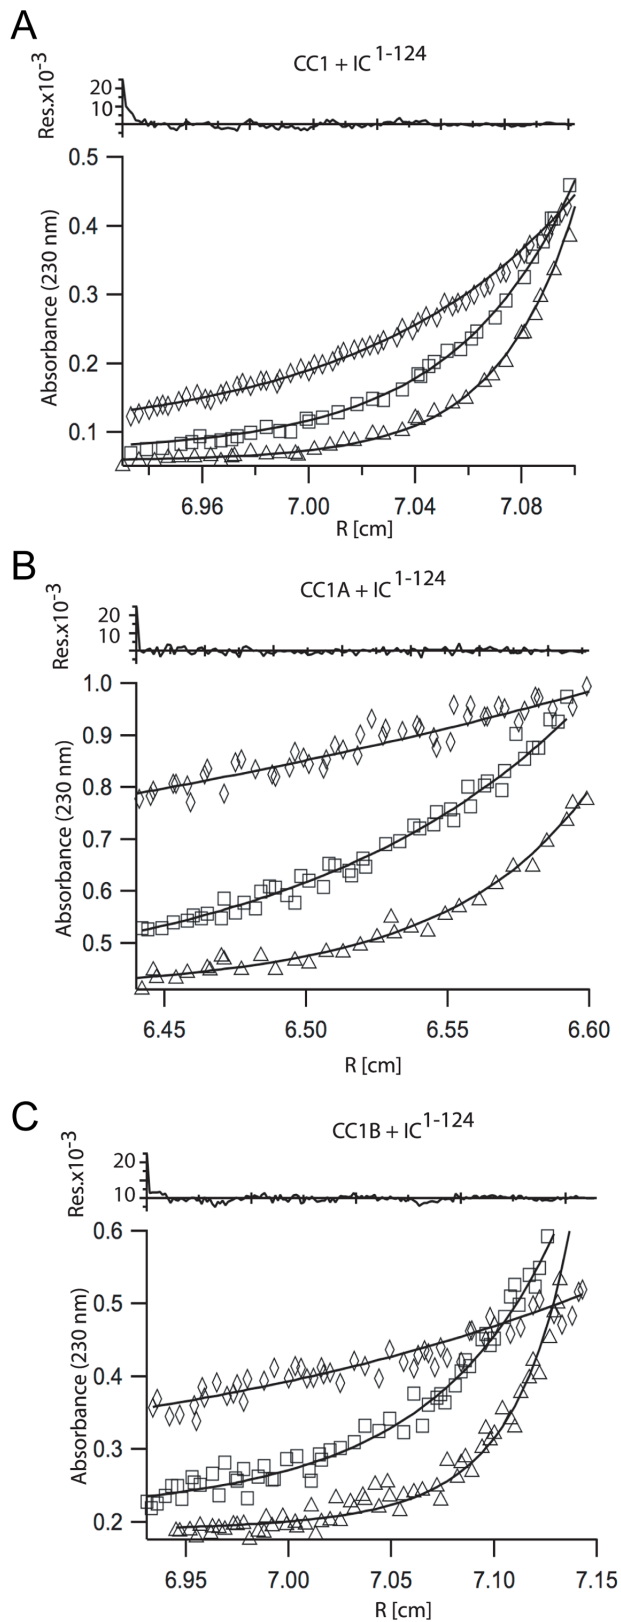 A
CC1 + IC 1-124
Res.x10-3
20
10
Absorbance (230 nm)
0.5
0.4
0.3
0.2
0.1
6.96 7.00 7.04 7.08
R [cm]
B
CC1A + IC 1-124
Res.x10-3
20
10
Absorbance (230 nm)
1.0
0.9
0.8
0.7
0.6
0.5
6.45 6.50 6.55 6.60
R [cm]
C
CC1B + IC 1-124
Res.x10-3
20
10
Absorbance (230 nm)
0.6
0.5
0.4
0.3
0.2
6.95 7.00 7.05 7.10 7.15
R [cm]